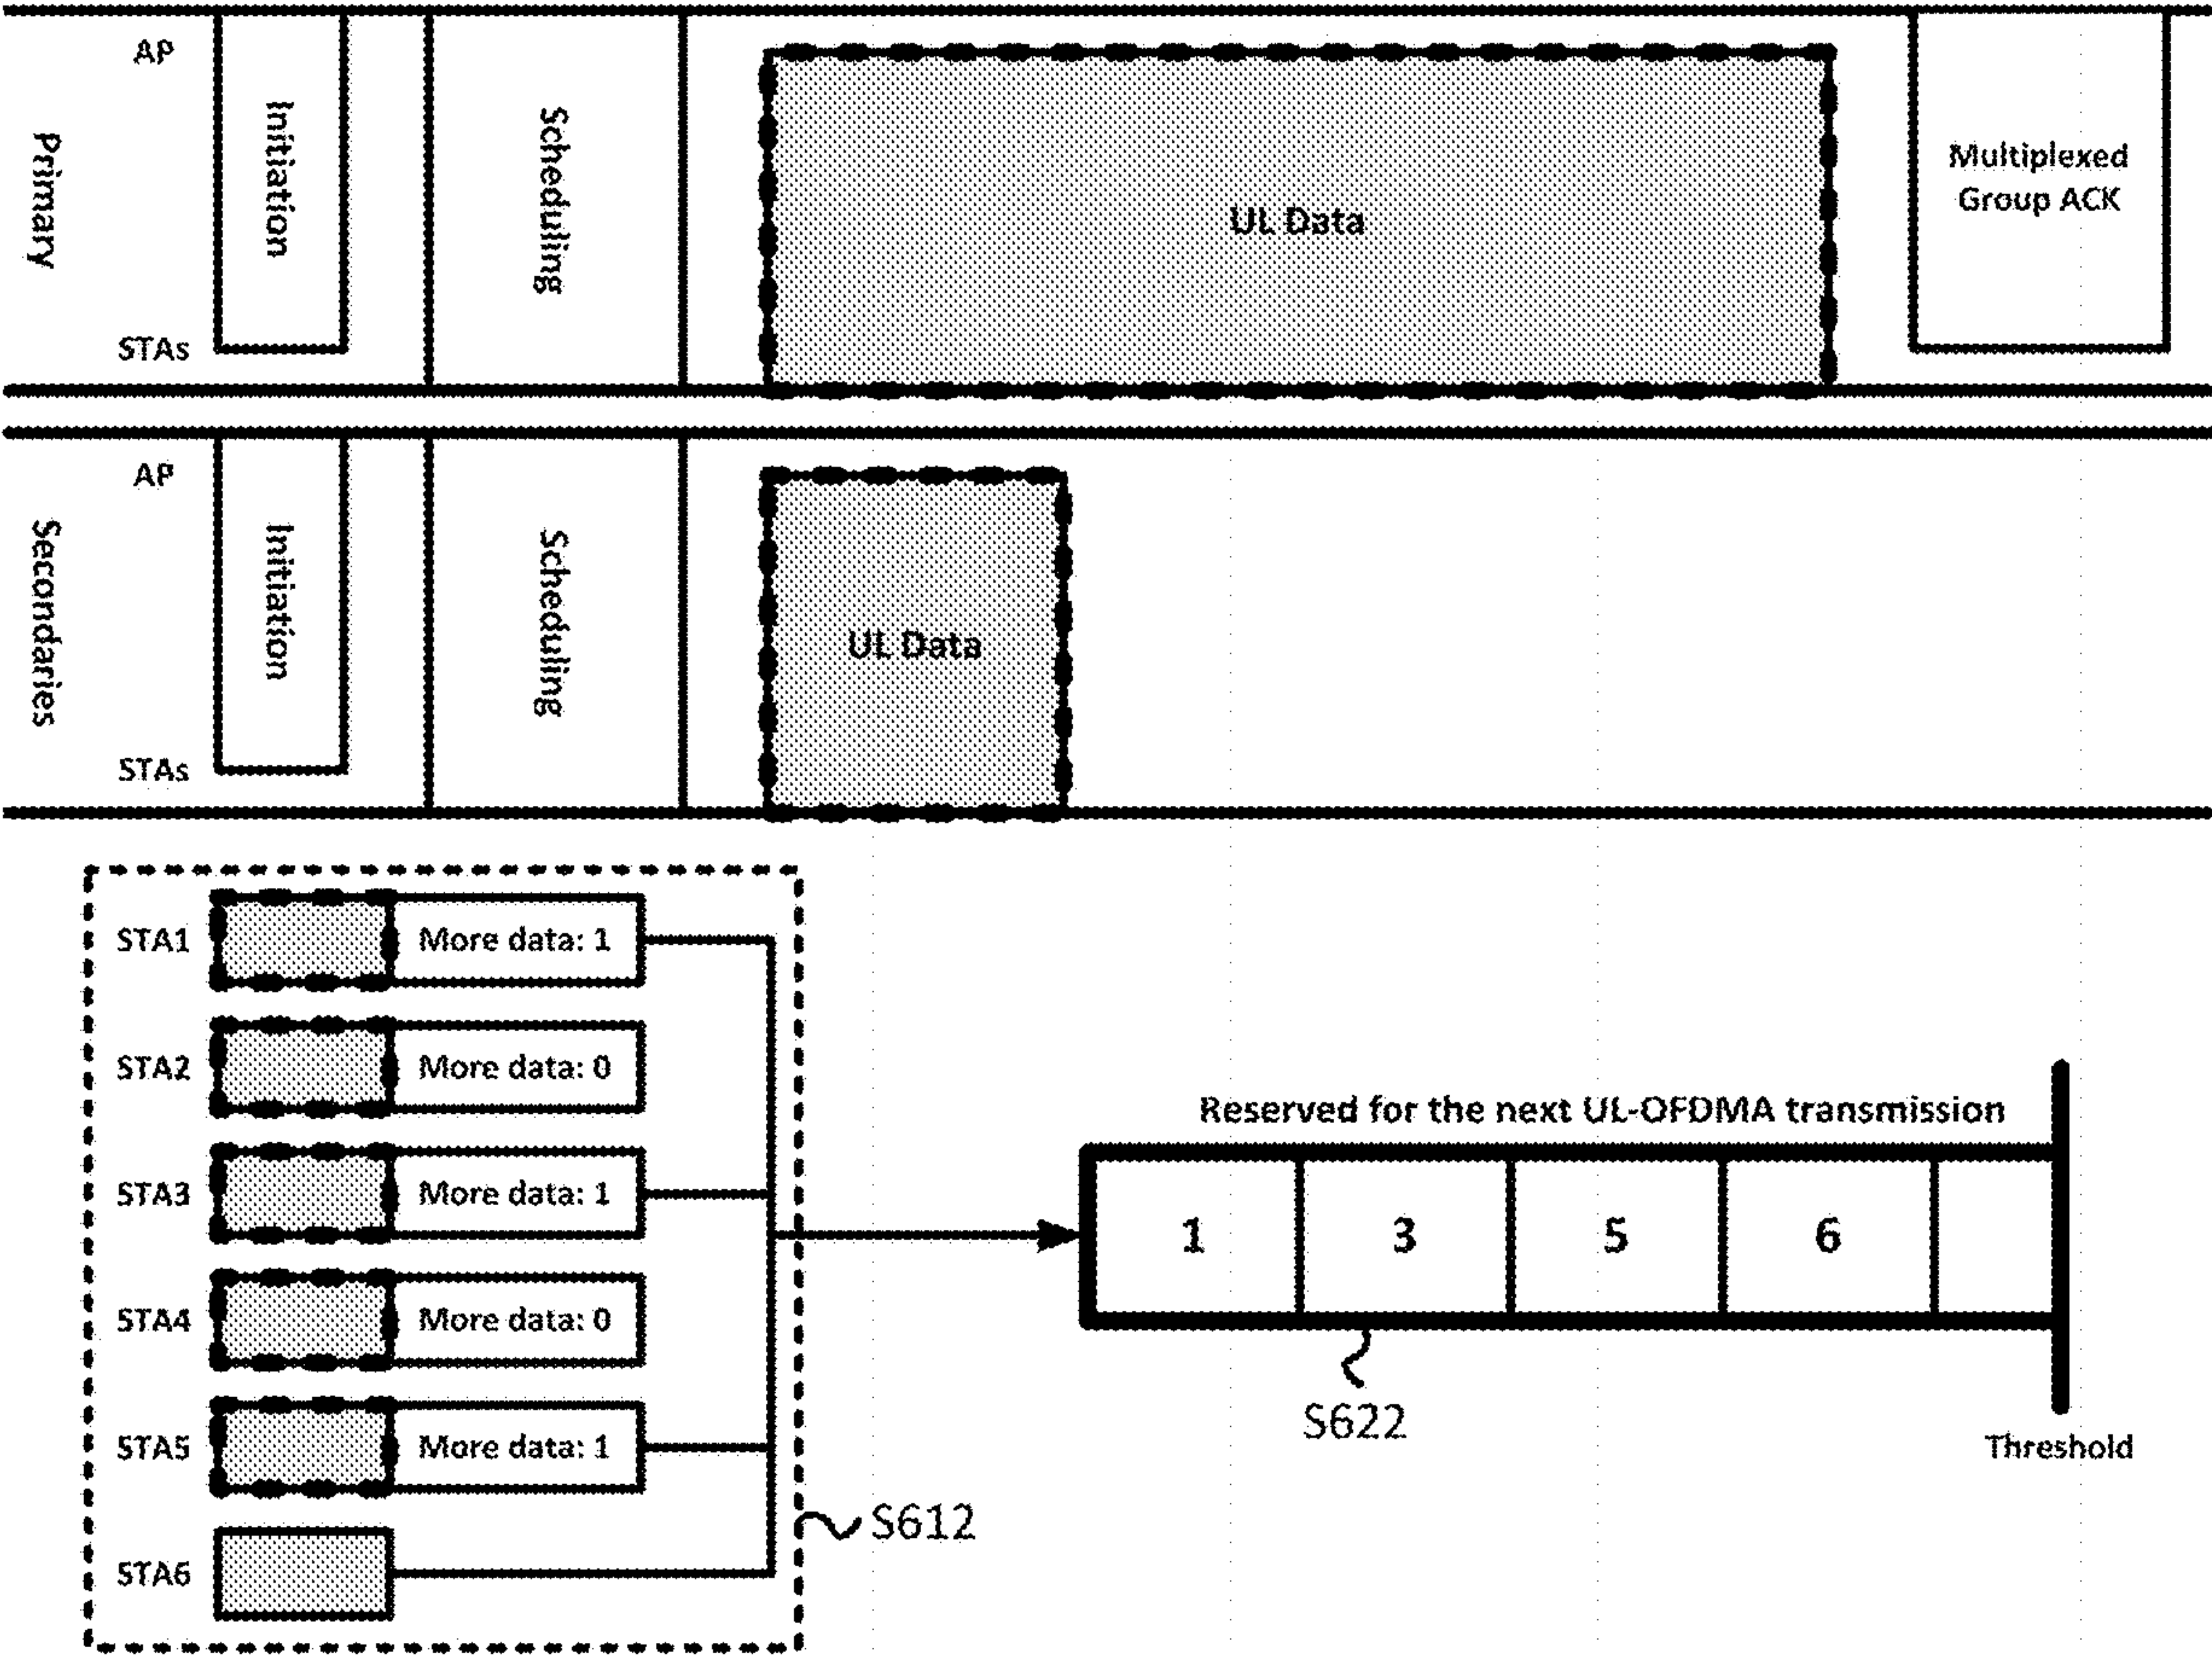 Primary
AP
STAs
Initiation
Scheduling
UL Data
Multiplexed
Group ACK
Secondaries
AP
STAs
Initiation
Scheduling
UL Data
STA1
More data: 1
STA2
More data: 0
STA3
More data: 1
STA4
More data: 0
STA5
More data: 1
STA6
S612
Reserved for the next UL-OFDMA transmission
1
3
5
6
S622
Threshold